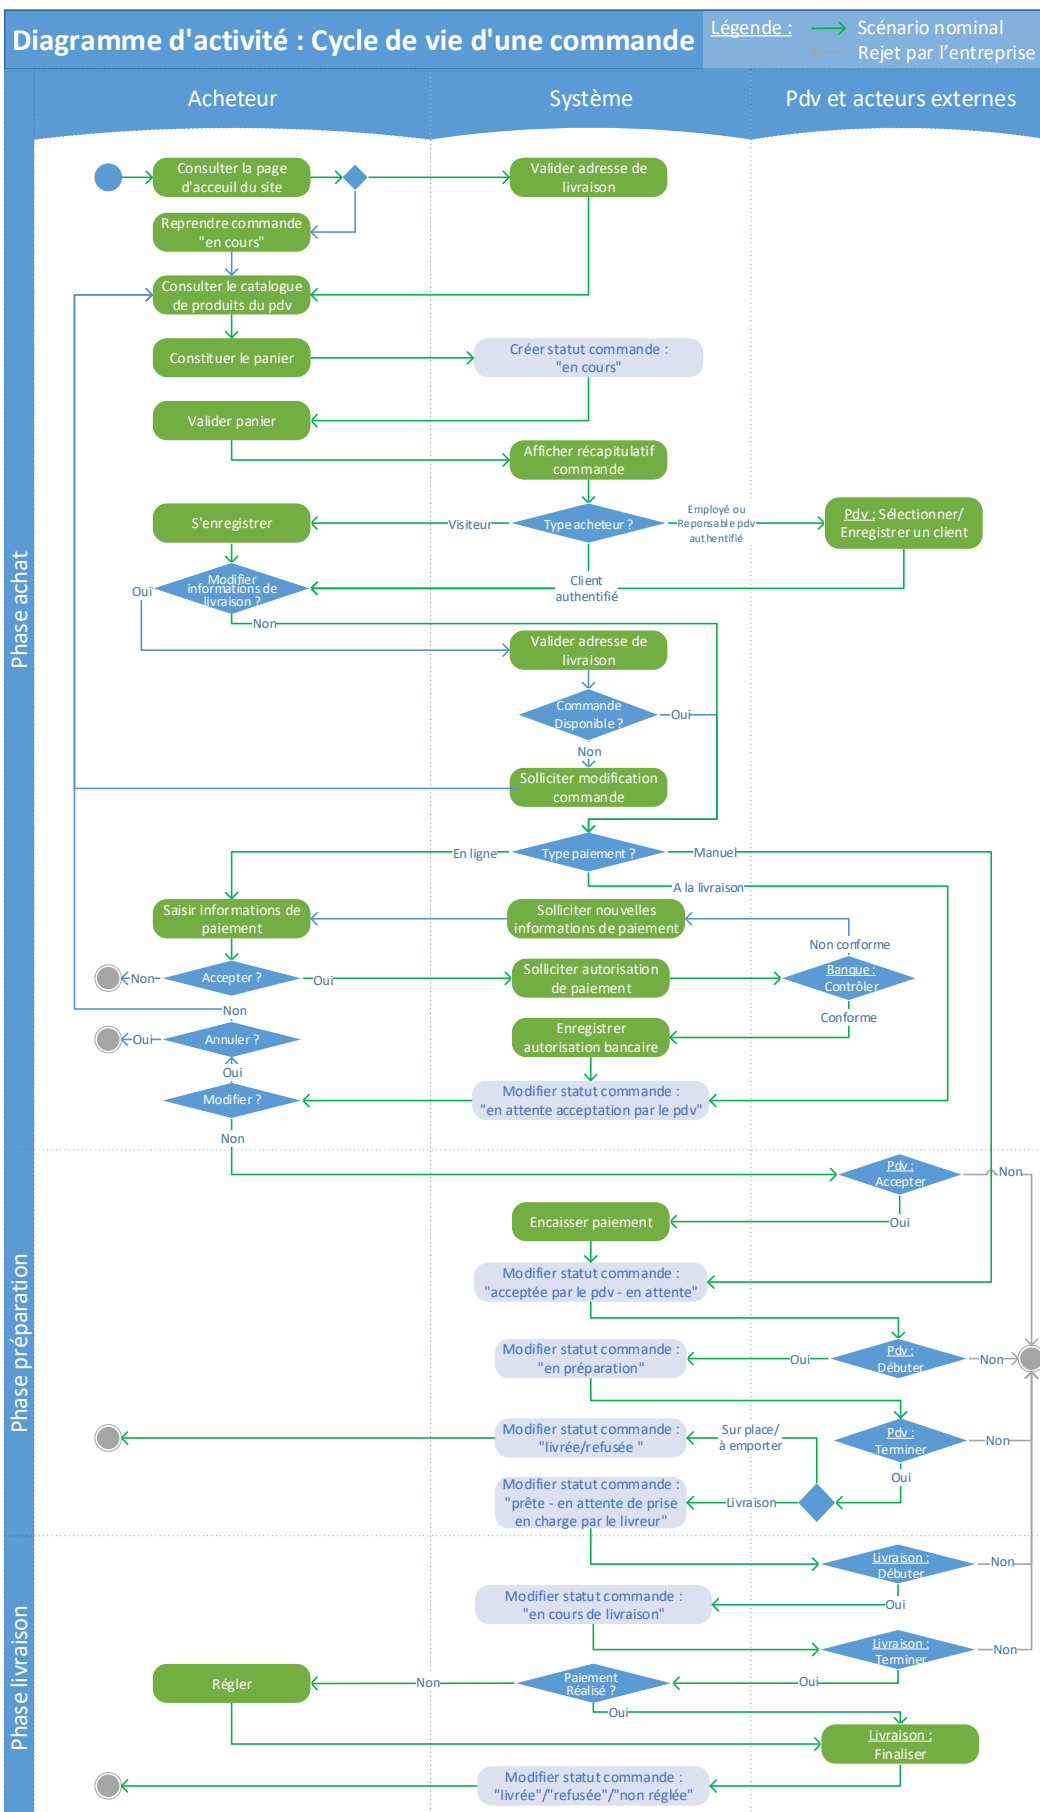 Diagramme d'activité : Cycle de vie d'une commande
Légende :
Scénario nominal
Rejet par l'entreprise
Acheteur
Système
Pdv et acteurs externes
Phase achat
Consulter la page
d'acceuil du site
Valider adresse de
livraison
Reprendre commande
"en cours"
Consulter le catalogue
de produits du pdv
Constituer le panier
Créer statut commande :
"en cours"
Valider panier
Afficher récapitulatif
commande
S'enregistrer
Visiteur
Type acheteur ?
Employé ou
Reponsable pdv
authentifié
Pdv : Sélectionner/
Enregistrer un client
Client
authentifié
Oui
Modifier
informations de
livraison ?
Non
Valider adresse de
livraison
Commande
Disponible ?
Oui
Non
Solliciter modification
commande
En ligne
Type paiement ?
Manuel
A la livraison
Saisir informations de
paiement
Solliciter nouvelles
informations de paiement
Non conforme
Non
Accepter ?
Oui
Solliciter autorisation
de paiement
Banque :
Contrôler
Conforme
Non
Oui
Annuler ?
Enregistrer
autorisation bancaire
Oui
Modifier ?
Modifier statut commande :
"en attente acceptation par le pdv"
Non
Phase préparation
Pdv :
Accepter
Non
Oui
Encaisser paiement
Modifier statut commande :
"acceptée par le pdv - en attente"
Modifier statut commande :
"en préparation"
Oui
Pdv :
Débuter
Non
Modifier statut commande :
"livrée/refusée "
Sur place/
à emporter
Pdv :
Terminer
Non
Oui
Modifier statut commande :
"prête - en attente de prise
en charge par le livreur"
Livraison
Phase livraison
Livraison :
Débuter
Non
Oui
Modifier statut commande :
"en cours de livraison"
Livraison :
Terminer
Non
Oui
Régler
Non
Paiement
Réalisé ?
Oui
Livraison :
Finaliser
Modifier statut commande :
"livrée"/"refusée"/"non réglée"